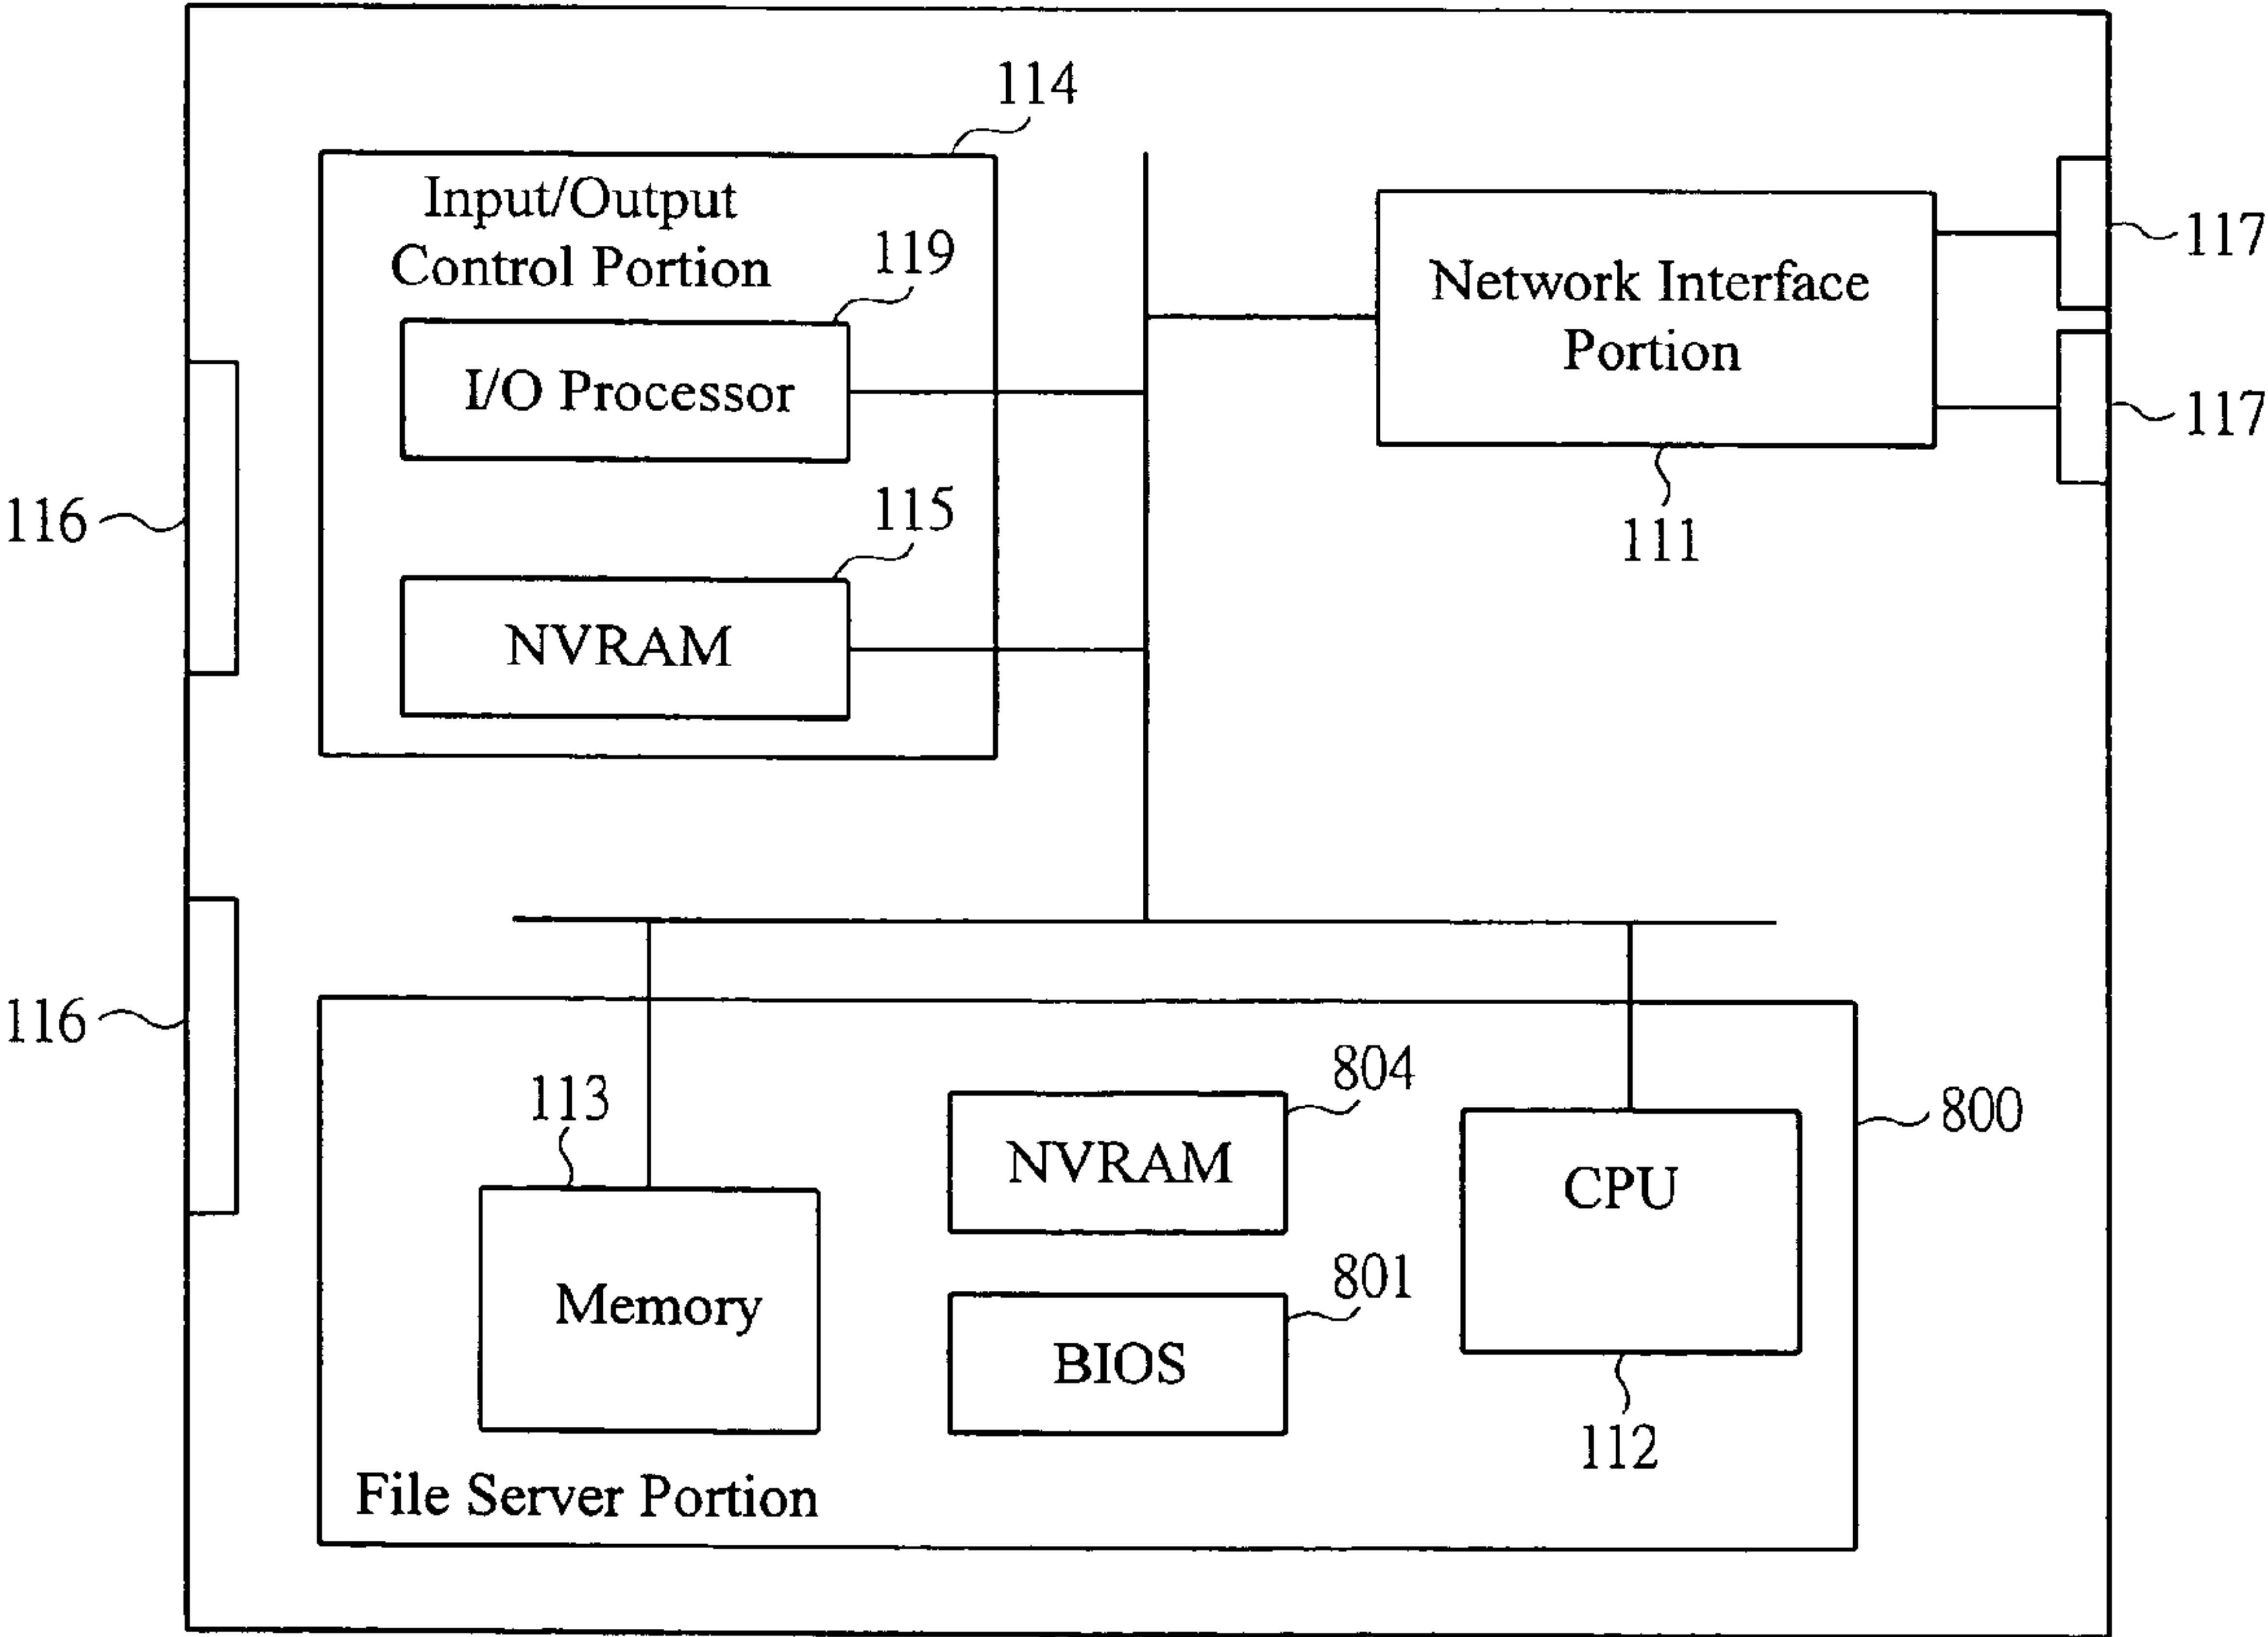 114
Input/Output
Control Portion
119
I/O Processor
115
NVRAM
Network Interface
Portion
111
117
117
116
116
113
Memory
804
NVRAM
801
BIOS
CPU
112
800
File Server Portion